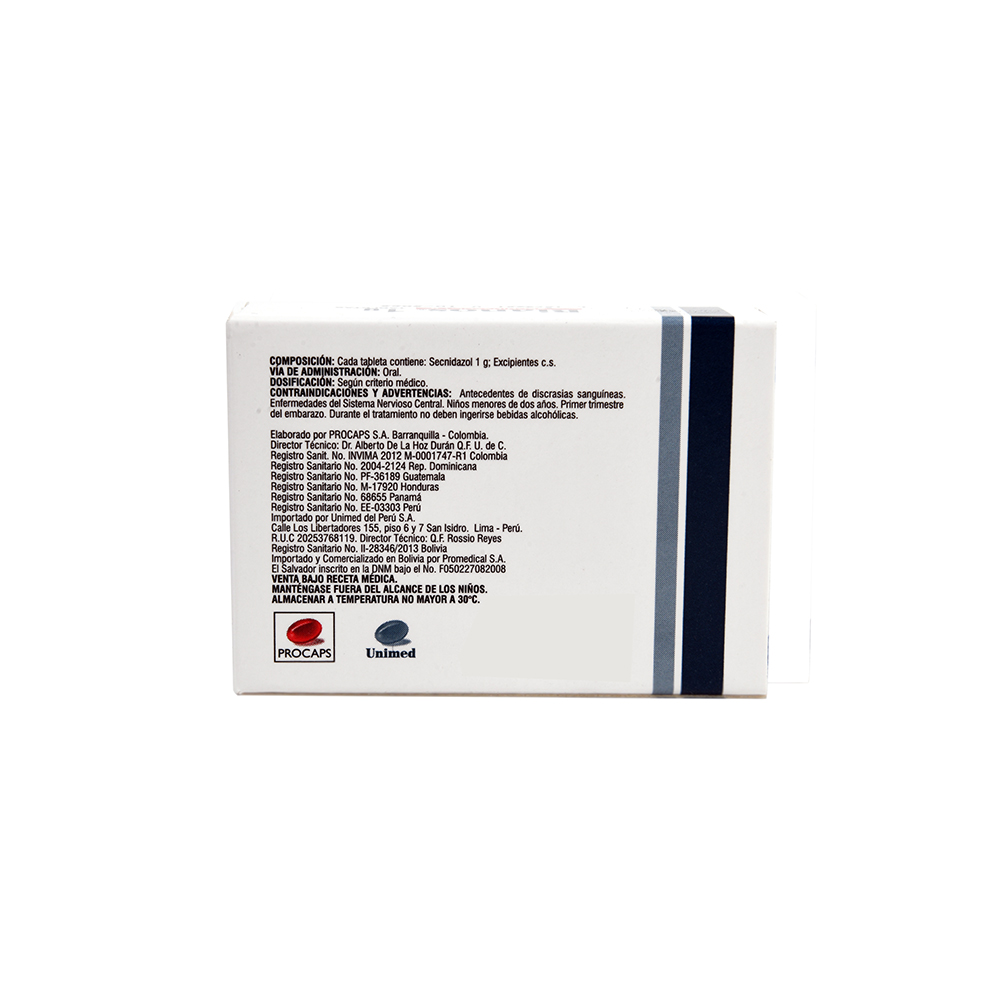 COMPOSICIÓN: Cada tableta contiene: Secnidazol 1 g; Excipientes c.s.
VÍA DE ADMINISTRACIÓN: Oral.
DOSIFICACIÓN: Según criterio médico.
CONTRAINDICACIONES Y ADVERTENCIAS: Antecedentes de discrasias sanguíneas.
Enfermedades del Sistema Nervioso Central. Niños menores de dos años. Primer trimestre
del embarazo. Durante el tratamiento no deben ingerirse bebidas alcohólicas.
Elaborado por PROCAPS S.A. Barranquilla - Colombia.
Director Técnico: Dr. Alberto De La Hoz Durán Q.F. U. de C.
Registro Sanit. No. INVIMA 2012 M-0001747-R1 Colombia
Registro Sanitario No. 2004-2124 Rep. Dominicana
Registro Sanitario No. PF-36189 Guatemala
Registro Sanitario No. M-17920 Honduras
Registro Sanitario No. 68655 Panamá
Registro Sanitario No. EE-03303 Perú
Importado por Unimed del Perú S.A.
Calle Los Libertadores 155, piso 6 y 7 San Isidro. Lima - Perú.
R.U.C 20253768119. Director Técnico: Q.F. Rossio Reyes
Registro Sanitario No. II-28346/2013 Bolivia
Importado y Comercializado en Bolivia por Promedical S.A.
El Salvador inscrito en la DNM bajo el No. F050227082008
VENTA BAJO RECETA MÉDICA.
MANTÉNGASE FUERA DEL ALCANCE DE LOS NIÑOS.
ALMACENAR A TEMPERATURA NO MAYOR A 30°C.
PROCAPS
Unimed